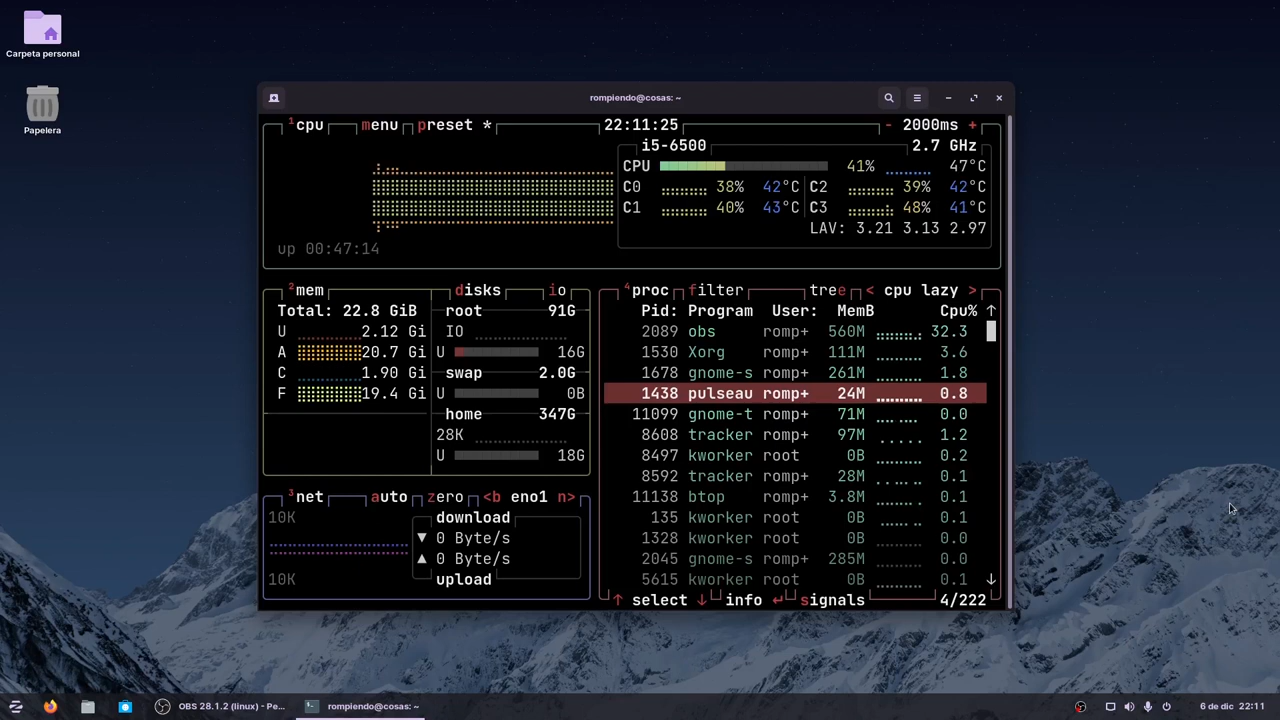 Carpeta personal
Papelera
rompiendo@cosas: ~
1cpu menu preset * 22:11:25 - 2000ms +
i5-6500 2.7 GHz
CPU 41% 47°C
C0 38% 42°C C2 39% 42°C
C1 40% 43°C C3 48% 41°C
LAV: 3.21 3.13 2.97
up 00:47:14
2mem
Total: 22.8 GiB
U 2.12 Gi
A 20.7 Gi
C 1.90 Gi
F 19.4 Gi
disks io
root 91G
IO
U 16G
swap 2.0G
U 0B
home 347G
28K
U 18G
3net auto zero <b eno1 n>
10K
download
▼ 0 Byte/s
▲ 0 Byte/s
10K
upload
4proc filter tree < cpu lazy >
Pid: Program User: MemB Cpu% ↑
2089 obs romp+ 560M 32.3
1530 Xorg romp+ 111M 3.6
1678 gnome-s romp+ 261M 1.8
1438 pulseau romp+ 24M 0.8
11099 gnome-t romp+ 71M 0.0
8608 tracker romp+ 97M 1.2
8497 kworker root 0B 0.2
8592 tracker romp+ 28M 0.1
11138 btop romp+ 3.8M 0.1
135 kworker root 0B 0.1
1328 kworker root 0B 0.0
2045 gnome-s romp+ 285M 0.0
5615 kworker root 0B 0.1 ↓
↑ select ↓ info ↵ signals 4/222
OBS 28.1.2 (linux) - Pe...
rompiendo@cosas: ~
6 de dic 22:11